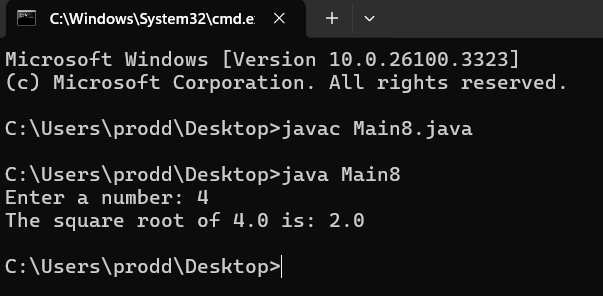 C:\Windows\System32\cmd.e
Microsoft Windows [Version 10.0.26100.3323]
(c) Microsoft Corporation. All rights reserved.
C:\Users\prodd\Desktop>javac Main8.java
C:\Users\prodd\Desktop>java Main8
Enter a number: 4
The square root of 4.0 is: 2.0
C:\Users\prodd\Desktop>